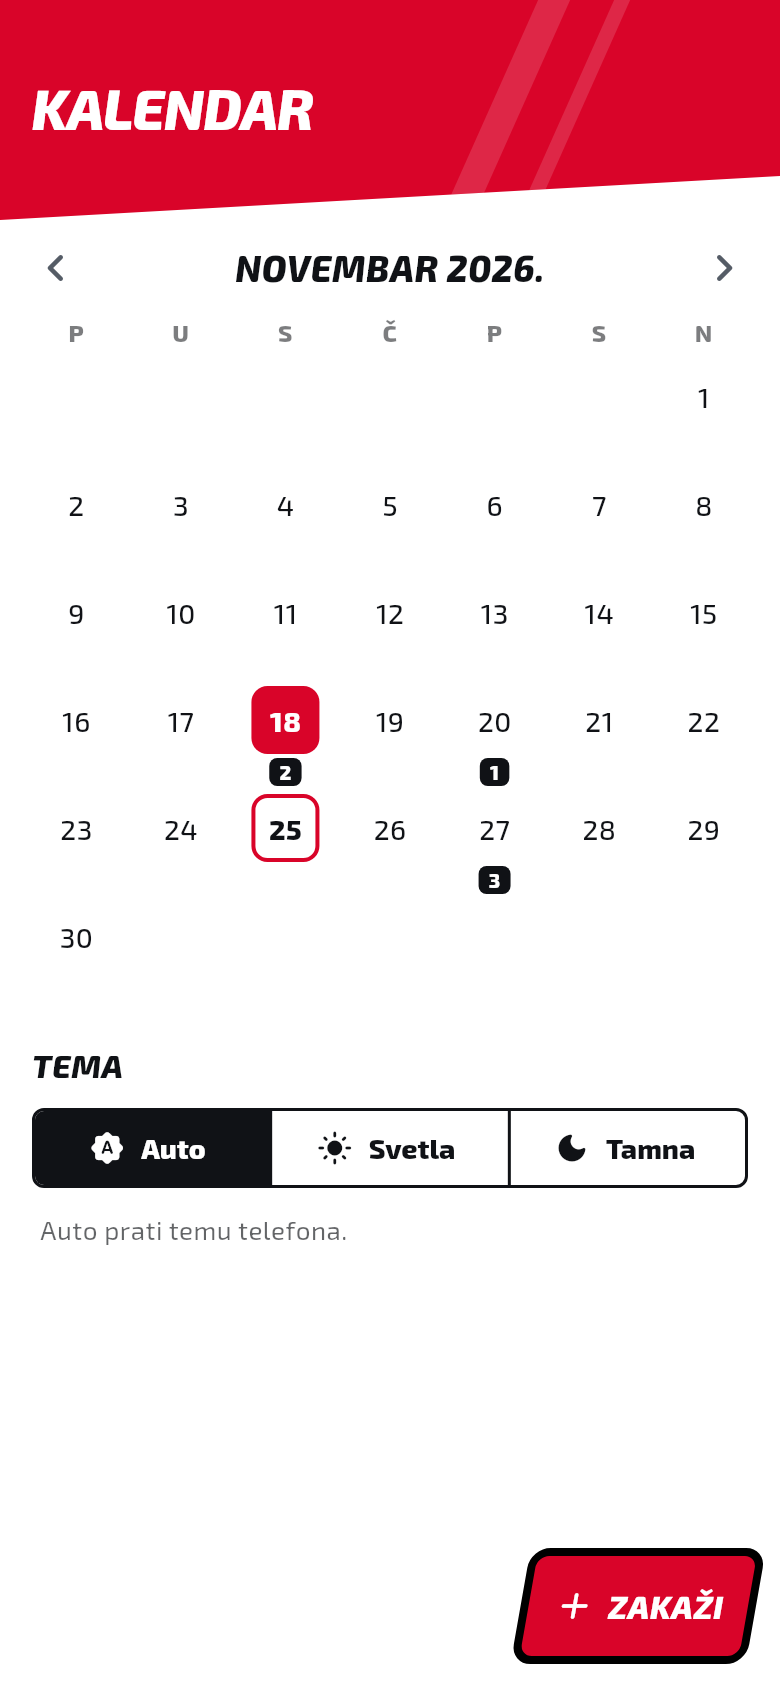 KALENDAR
NOVEMBAR 2026.
P U S Č P S N
1
2 3 4 5 6 7 8
9 10 11 12 13 14 15
16 17 18 19 20 21 22
2 1
23 24 25 26 27 28 29
3
30
TEMA
A Auto Svetla Tamna
Auto prati temu telefona.
+ ZAKAŽI